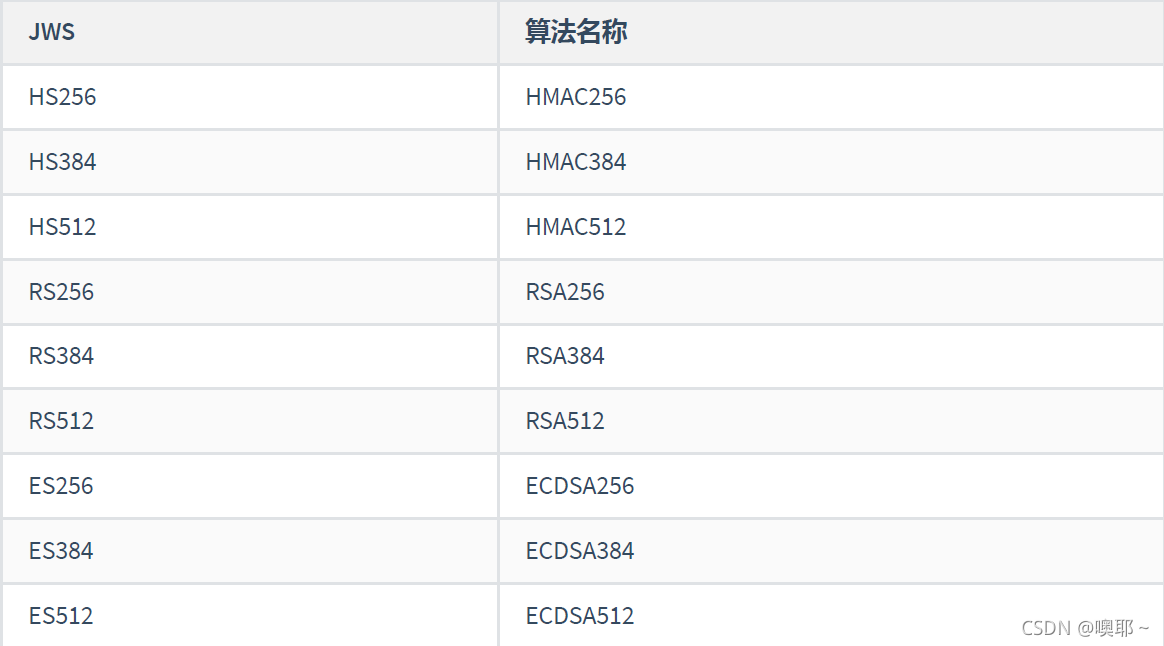 JWS 算法名称
HS256 HMAC256
HS384 HMAC384
HS512 HMAC512
RS256 RSA256
RS384 RSA384
RS512 RSA512
ES256 ECDSA256
ES384 ECDSA384
ES512 ECDSA512
CSDN @噢耶~